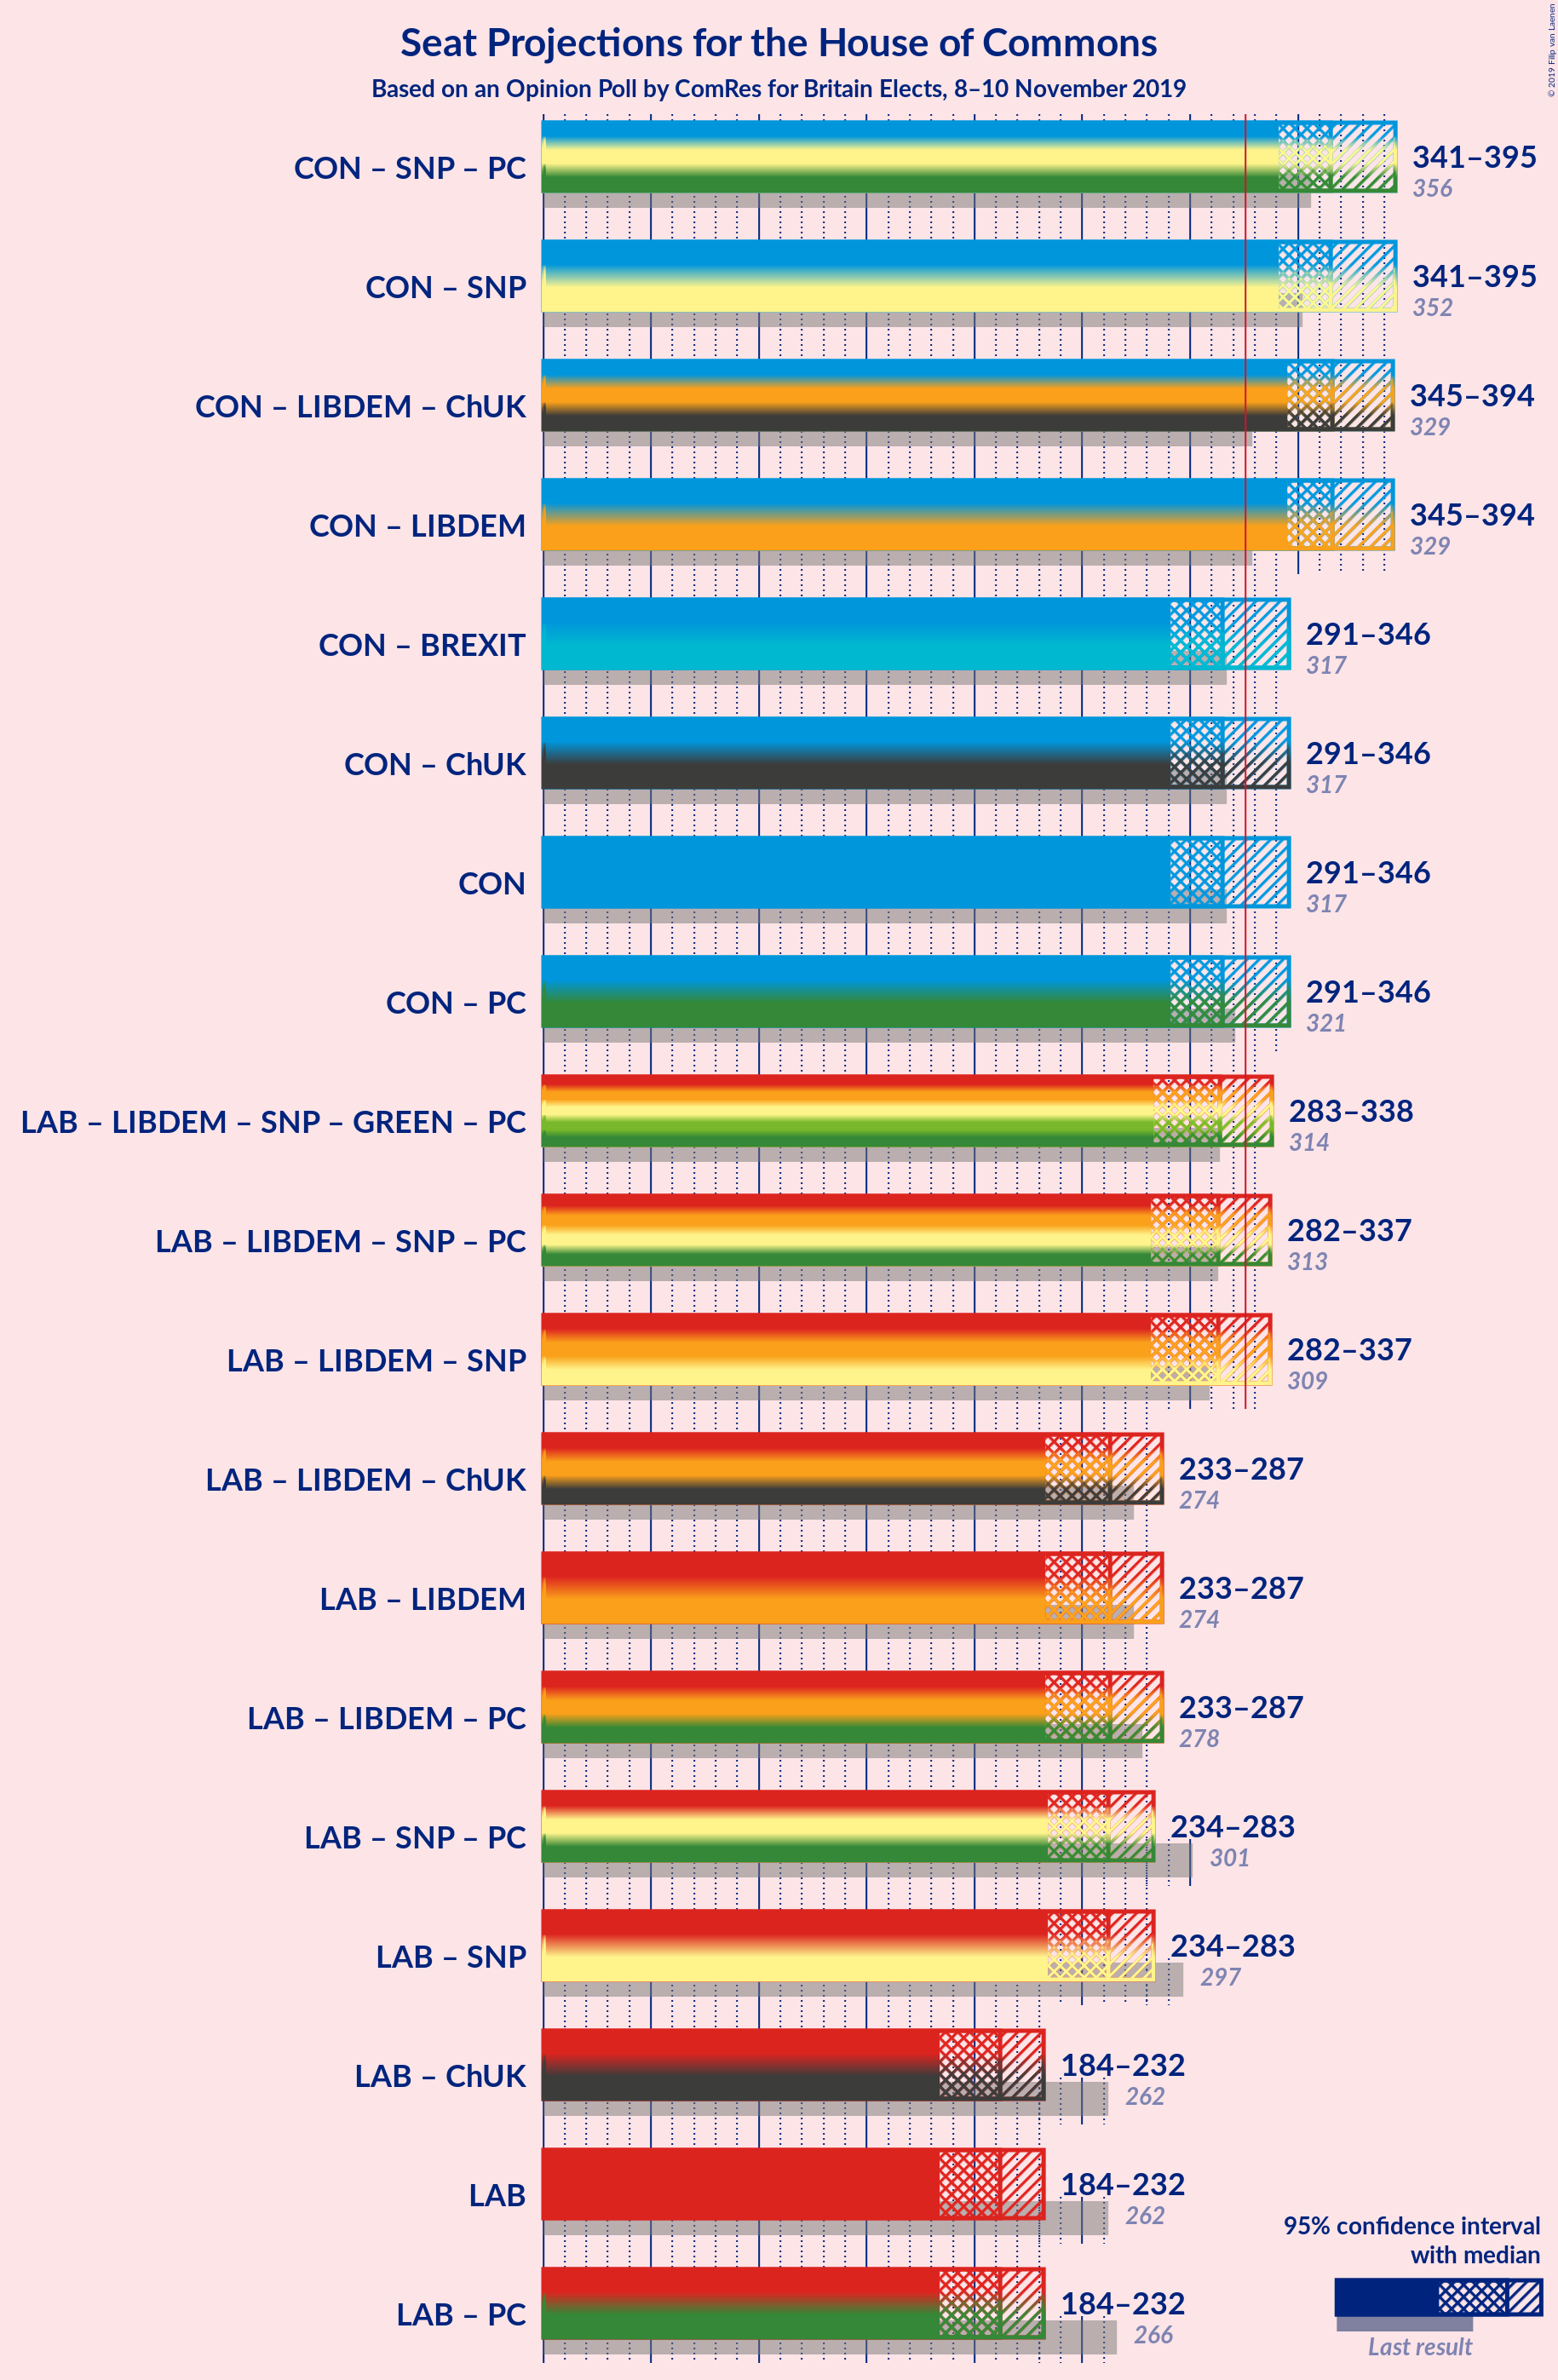 Seat Projections for the House of Commons
Based on an Opinion Poll by ComRes for Britain Elects, 8–10 November 2019
© 2019 Filip van Laenen
CON – SNP – PC
341–395
356
CON – SNP
341–395
352
CON – LIBDEM – ChUK
345–394
329
CON – LIBDEM
345–394
329
CON – BREXIT
291–346
317
CON – ChUK
291–346
317
CON
291–346
317
CON – PC
291–346
321
LAB – LIBDEM – SNP – GREEN – PC
283–338
314
LAB – LIBDEM – SNP – PC
282–337
313
LAB – LIBDEM – SNP
282–337
309
LAB – LIBDEM – ChUK
233–287
274
LAB – LIBDEM
233–287
274
LAB – LIBDEM – PC
233–287
278
LAB – SNP – PC
234–283
301
LAB – SNP
234–283
297
LAB – ChUK
184–232
262
LAB
184–232
262
LAB – PC
184–232
266
95% confidence interval
with median
Last result